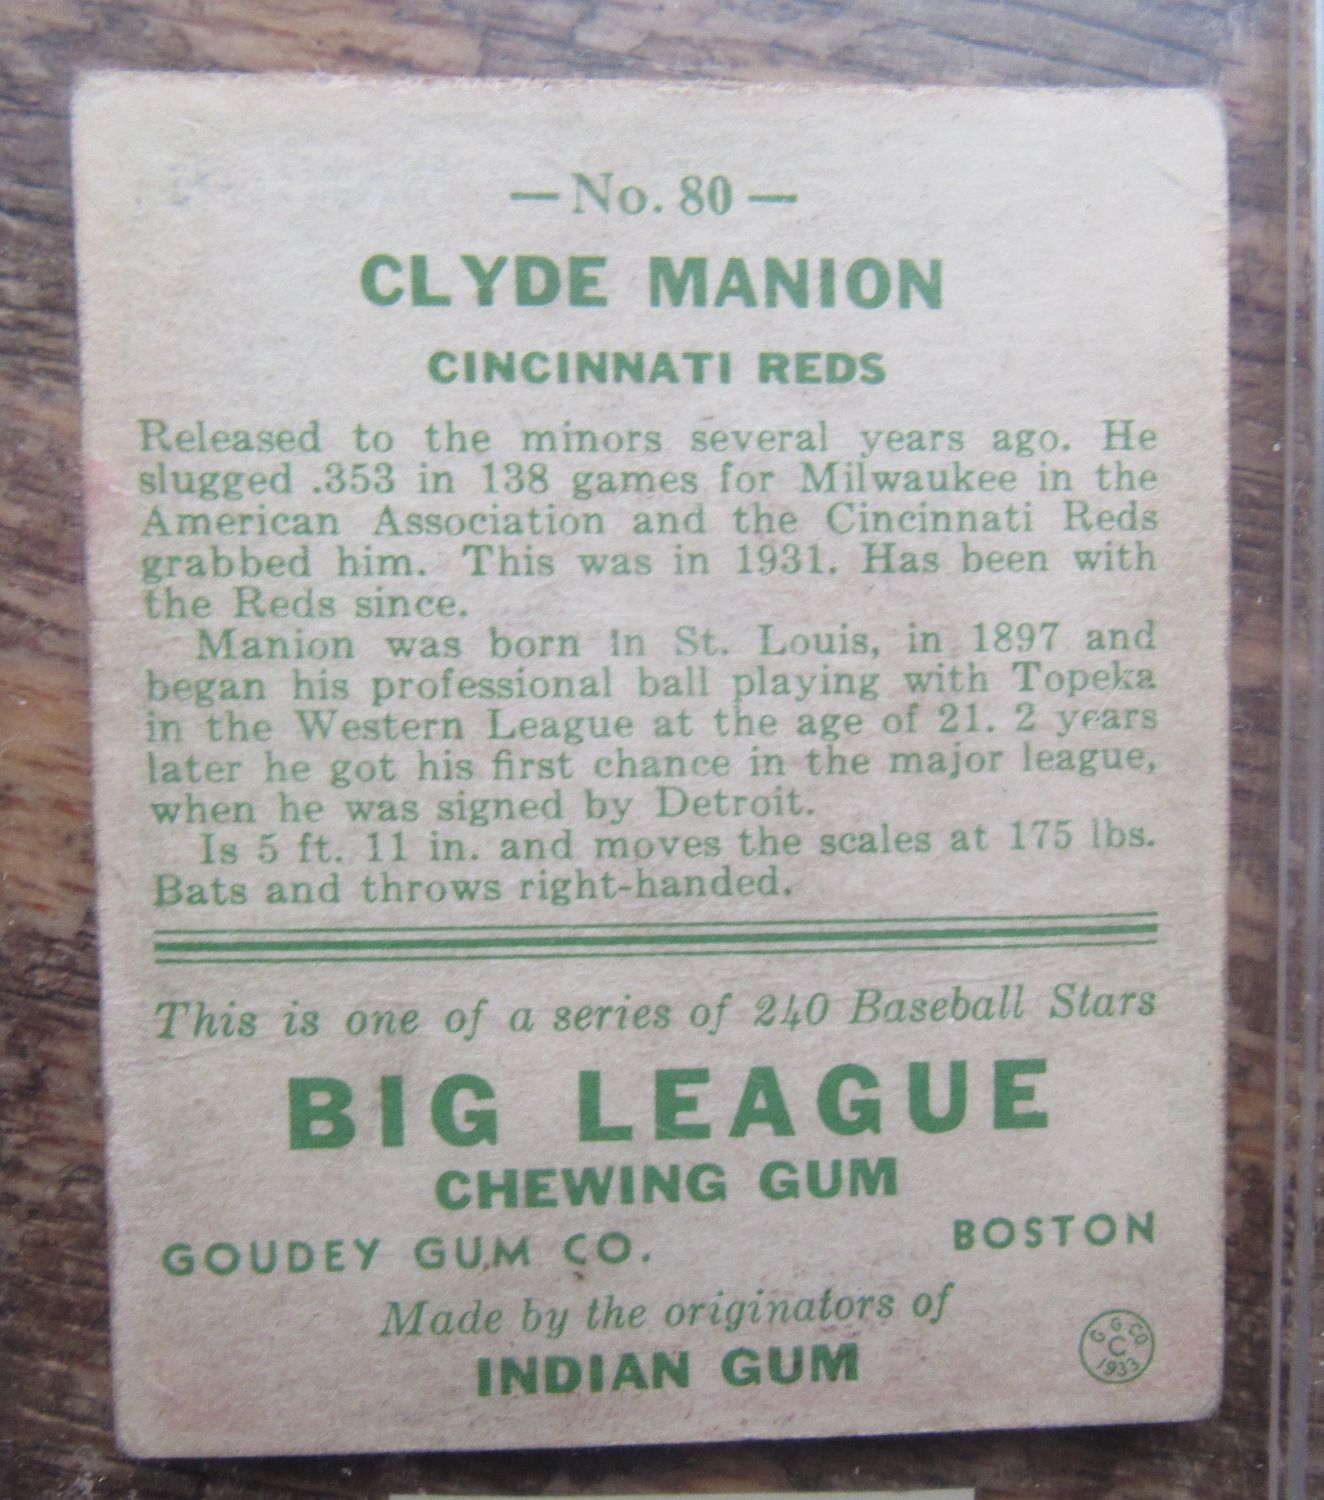 — No. 80 —
CLYDE MANION
CINCINNATI REDS
Released to the minors several years ago. He
slugged .353 in 138 games for Milwaukee in the
American Association and the Cincinnati Reds
grabbed him. This was in 1931. Has been with
the Reds since.
Manion was born in St. Louis, in 1897 and
began his professional ball playing with Topeka
in the Western League at the age of 21. 2 years
later he got his first chance in the major league,
when he was signed by Detroit.
Is 5 ft. 11 in. and moves the scales at 175 lbs.
Bats and throws right-handed.
This is one of a series of 240 Baseball Stars
BIG LEAGUE
CHEWING GUM
GOUDEY GUM CO. BOSTON
Made by the originators of
INDIAN GUM
G. G. CO
C
1933